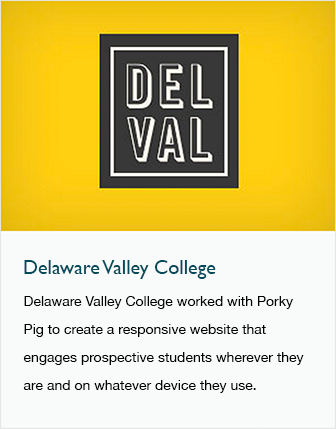 DEL
VAL
Delaware Valley College
Delaware Valley College worked with Porky
Pig to create a responsive website that
engages prospective students wherever they
are and on whatever device they use.